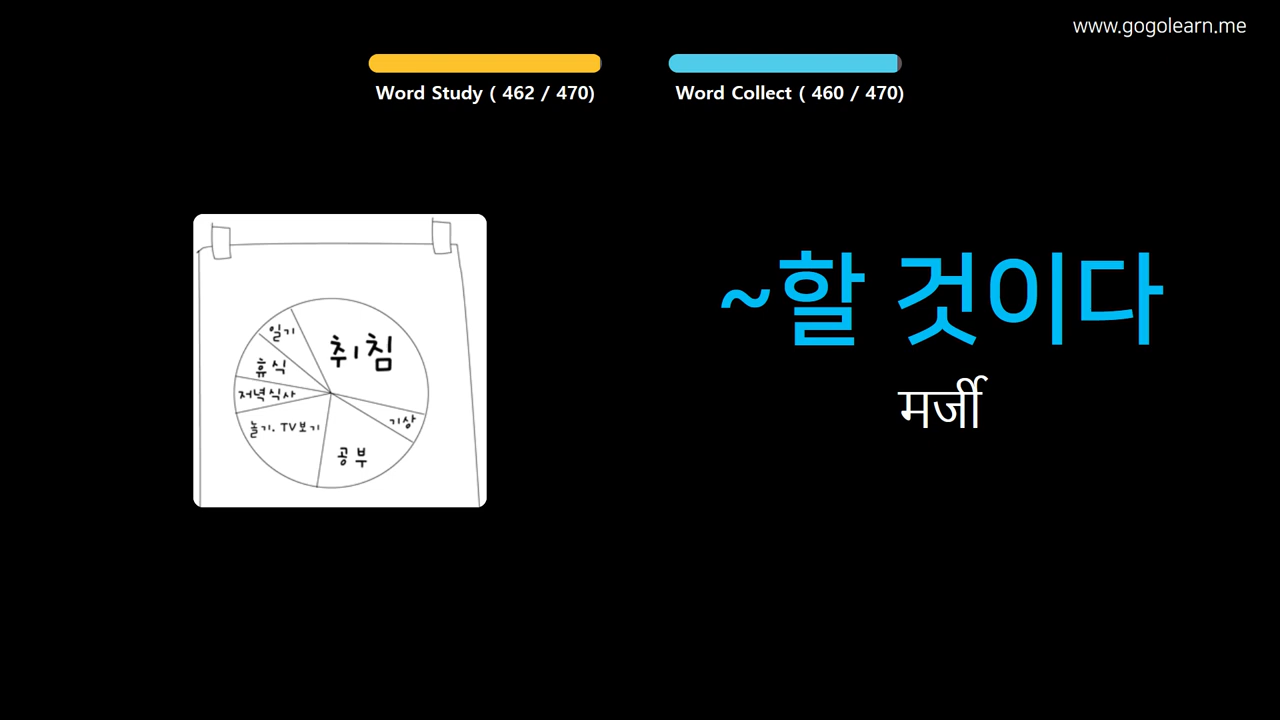 www.gogolearn.me
Word Study ( 462 / 470)
Word Collect ( 460 / 470)
일기
취침
휴식
저녁식사
기상
놀기. TV보기
공부
~할 것이다
मर्जी